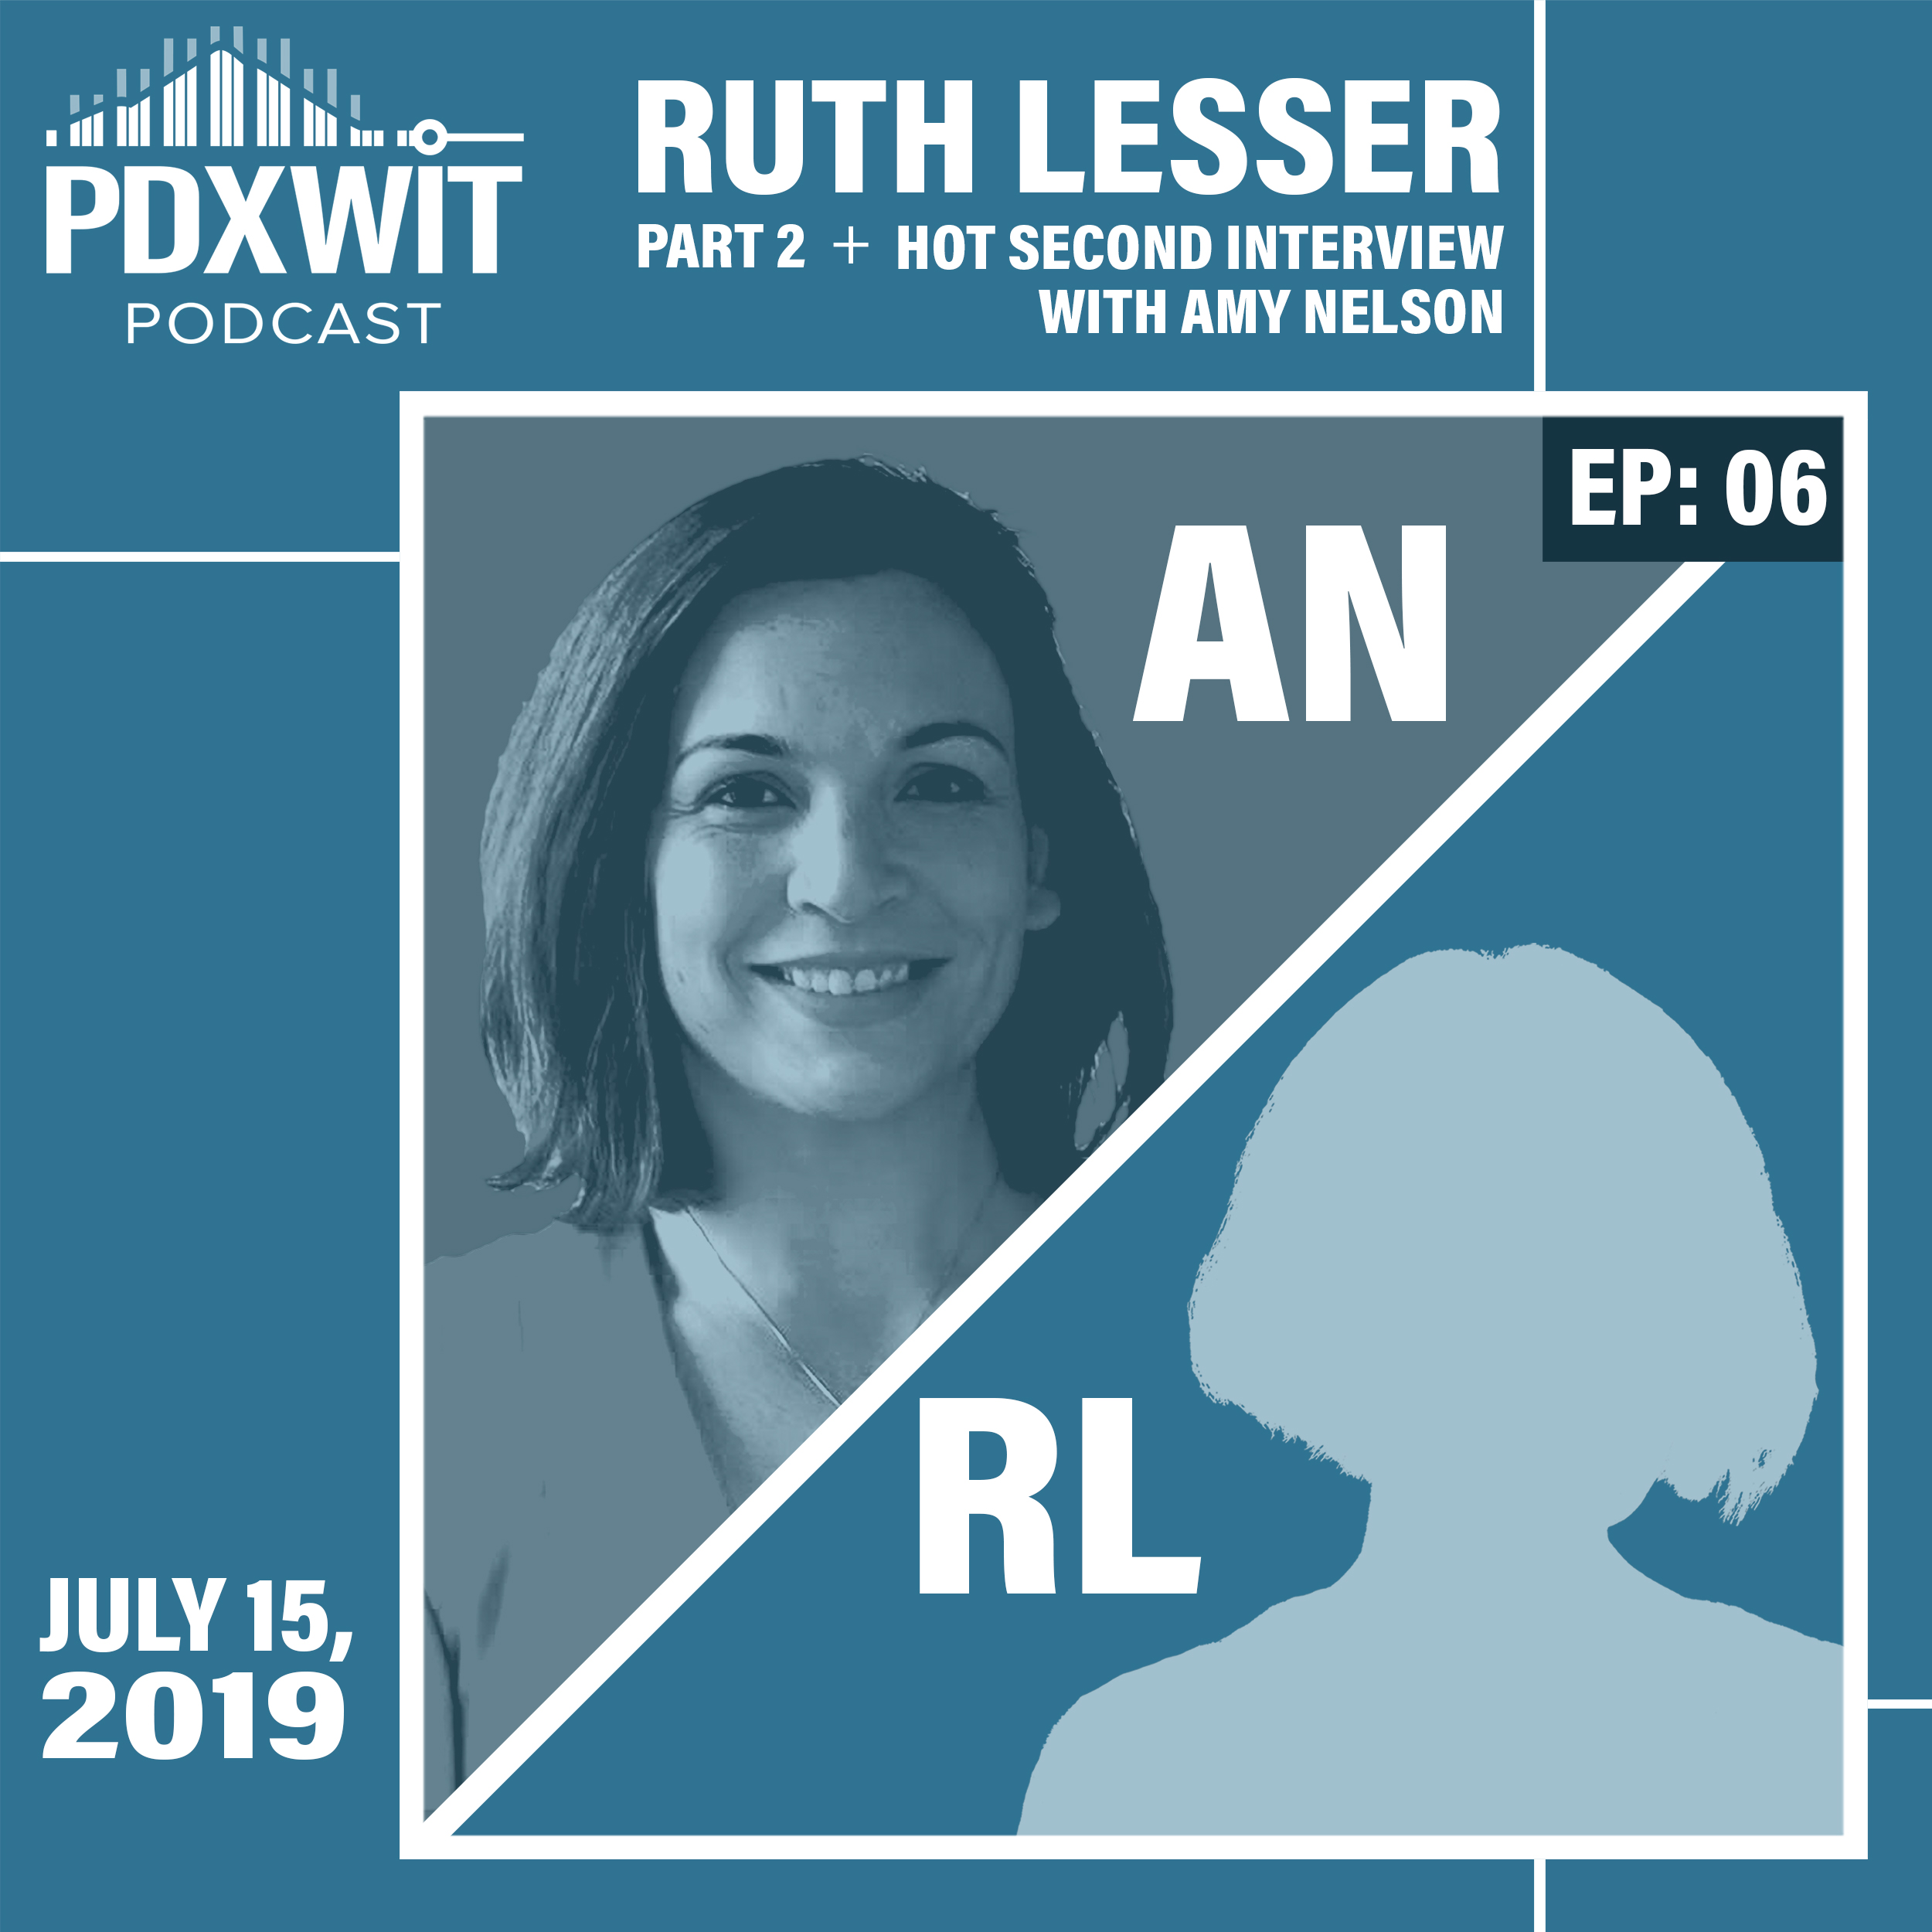 PDXWIT
PODCAST
RUTH LESSER
PART 2 + HOT SECOND INTERVIEW
WITH AMY NELSON
EP: 06
AN
RL
JULY 15,
2019